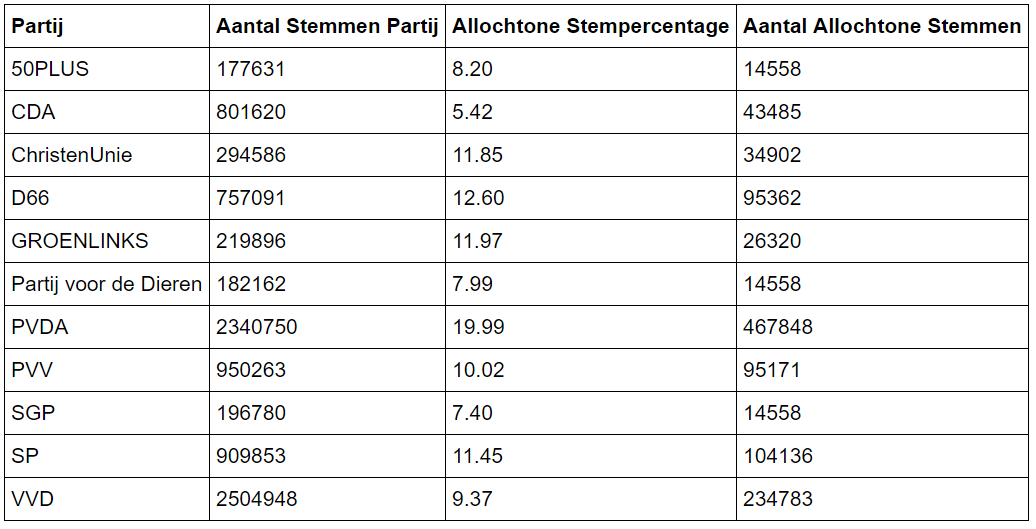 Partij Aantal Stemmen Partij Allochtone Stempercentage Aantal Allochtone Stemmen
50PLUS 177631 8.20 14558
CDA 801620 5.42 43485
ChristenUnie 294586 11.85 34902
D66 757091 12.60 95362
GROENLINKS 219896 11.97 26320
Partij voor de Dieren 182162 7.99 14558
PVDA 2340750 19.99 467848
PVV 950263 10.02 95171
SGP 196780 7.40 14558
SP 909853 11.45 104136
VVD 2504948 9.37 234783